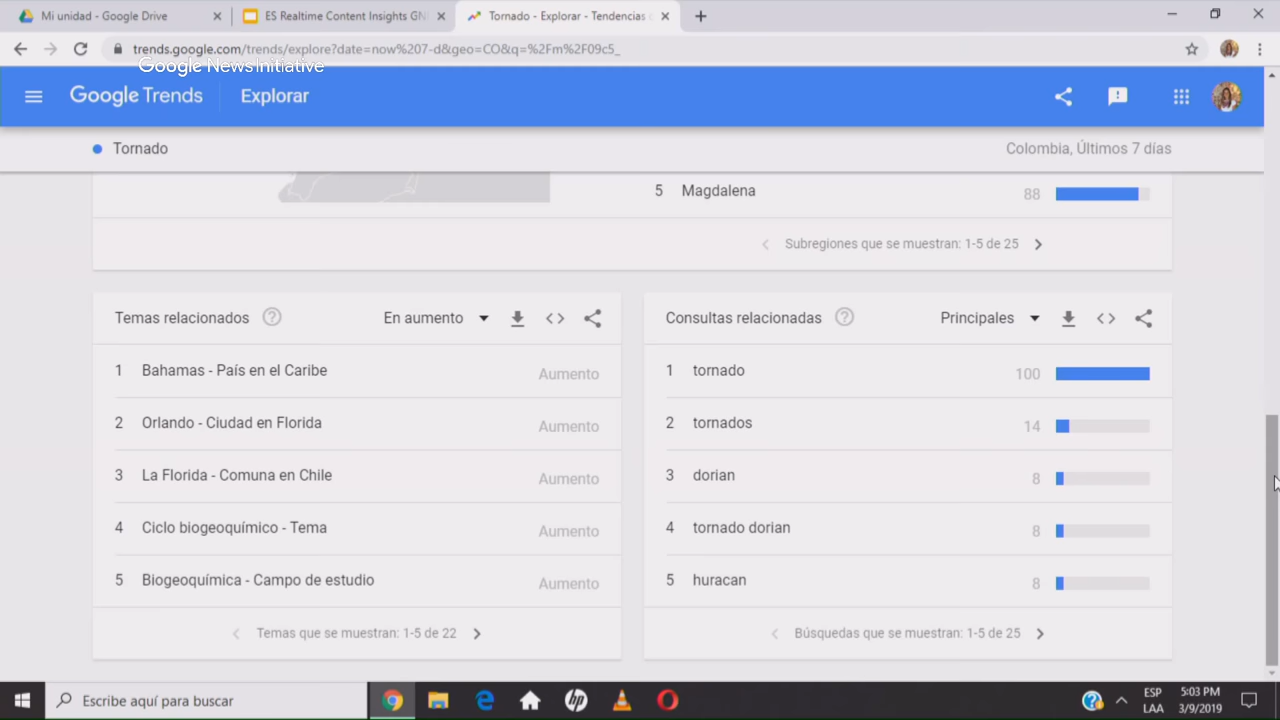 Mi unidad - Google Drive
ES Realtime Content Insights GN
Tornado - Explorar - Tendencias
trends.google.com/trends/explore?date=now%207-d&geo=CO&q=%2Fm%2F09c5_
Google News Initiative
Google Trends Explorar
Tornado
Colombia, Últimos 7 días
5 Magdalena 88
Subregiones que se muestran: 1-5 de 25
Temas relacionados En aumento
1 Bahamas - País en el Caribe Aumento
2 Orlando - Ciudad en Florida Aumento
3 La Florida - Comuna en Chile Aumento
4 Ciclo biogeoquímico - Tema Aumento
5 Biogeoquímica - Campo de estudio Aumento
Temas que se muestran: 1-5 de 22
Consultas relacionadas Principales
1 tornado 100
2 tornados 14
3 dorian 8
4 tornado dorian 8
5 huracan 8
Búsquedas que se muestran: 1-5 de 25
Escribe aquí para buscar
hp
ESP
LAA
5:03 PM
3/9/2019